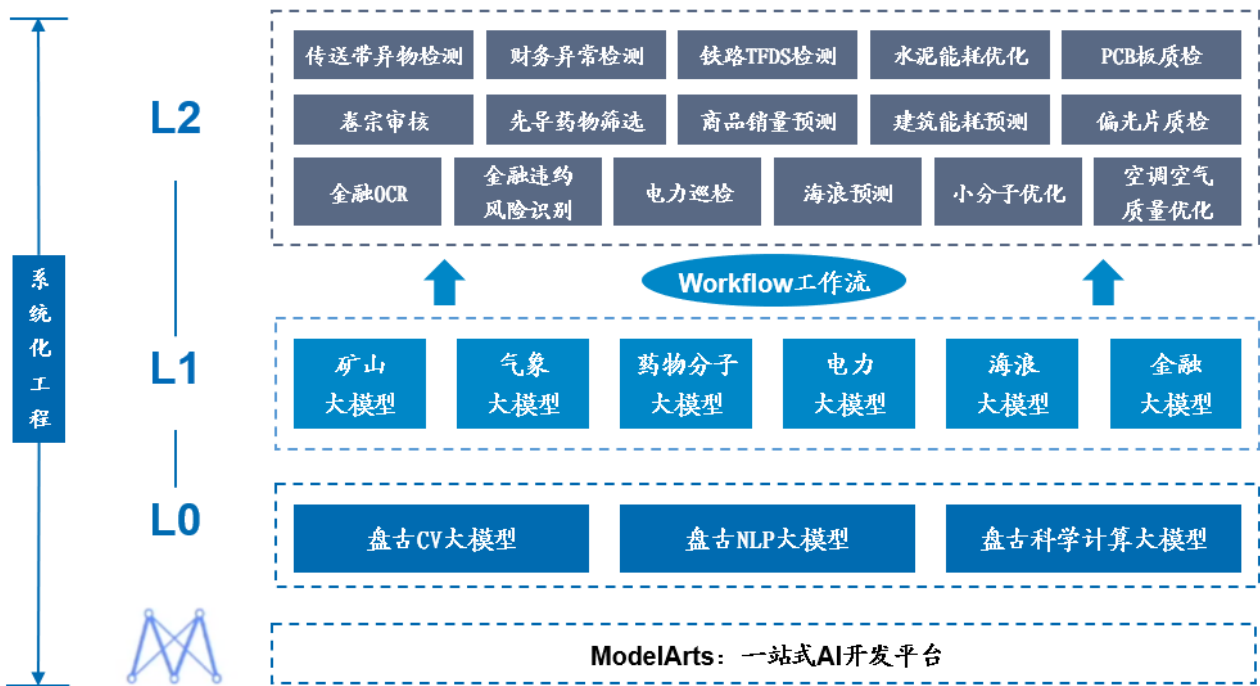 传送带异物检测 财务异常检测 铁路TFDS检测 水泥能耗优化 PCB板质检
L2
卷宗审核 先导药物筛选 商品销量预测 建筑能耗预测 偏光片质检
金融OCR 金融违约 电力巡检 海浪预测 小分子优化 空调空气
风险识别 质量优化
Workflow工作流
系统化工程
L1
矿山 气象 药物分子 电力 海浪 金融
大模型 大模型 大模型 大模型 大模型 大模型
L0
盘古CV大模型 盘古NLP大模型 盘古科学计算大模型
ModelArts：一站式AI开发平台